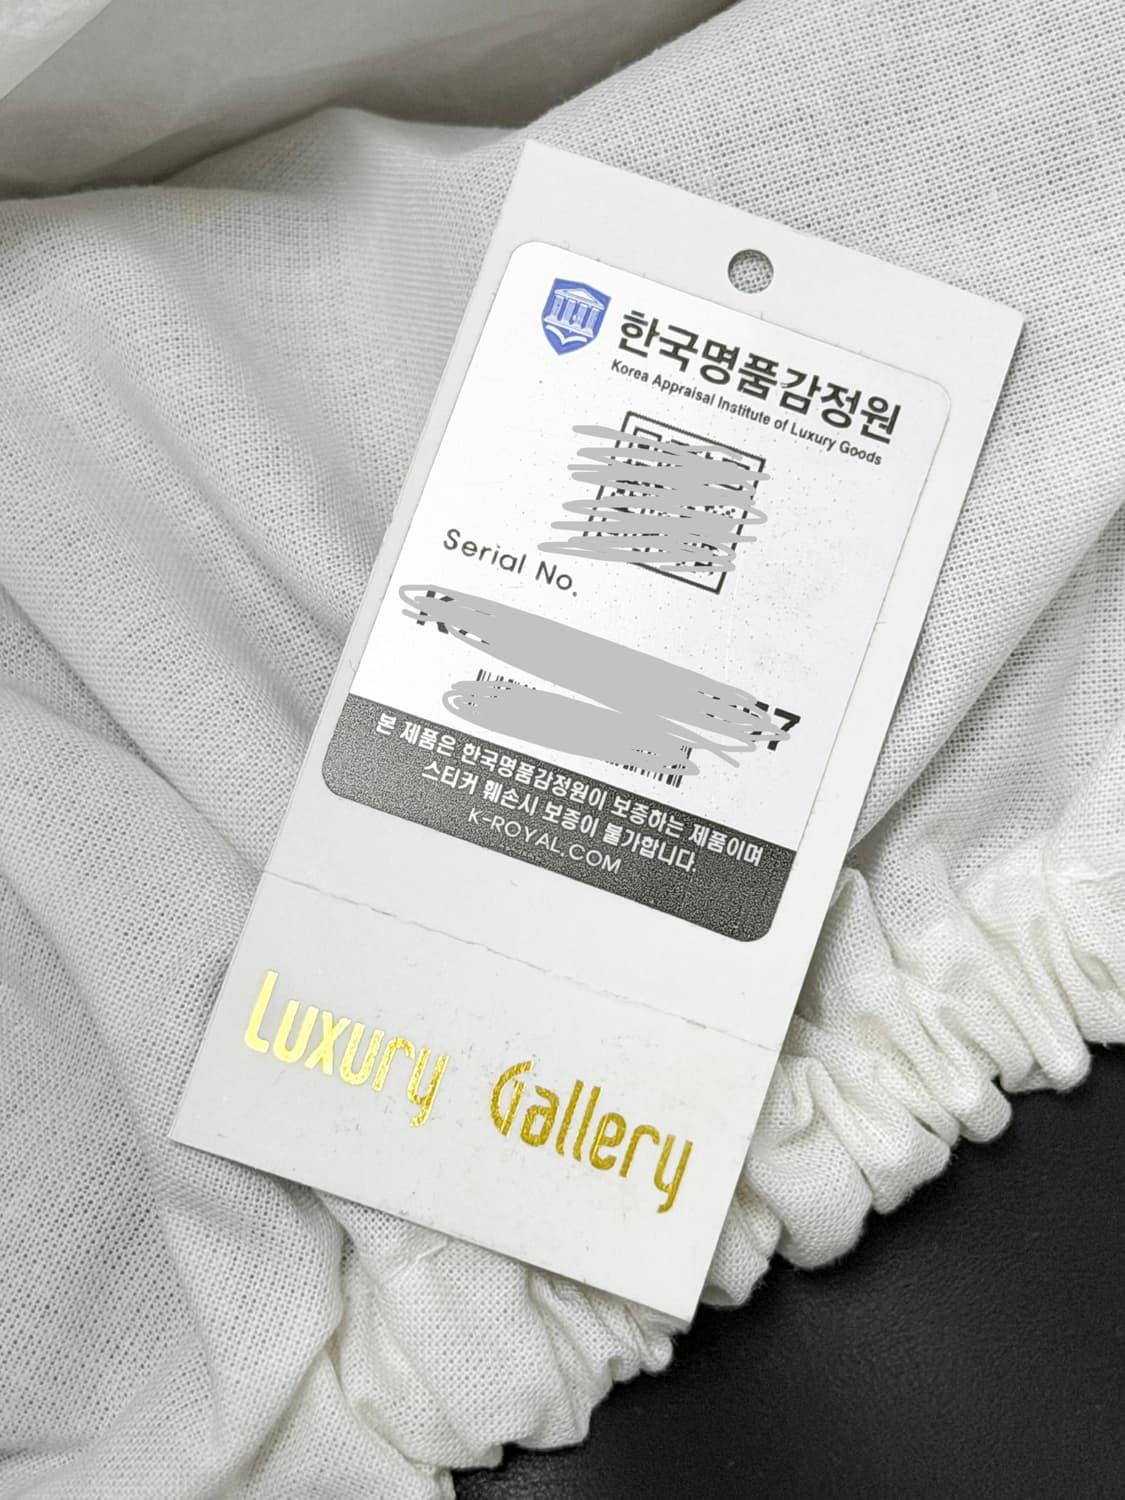 한국명품감정원
Korea Appraisal Institute of Luxury Goods
Serial No.
본 제품은 한국명품감정원이 보증하는 제품이며
스티커 훼손시 보증이 불가합니다.
K-ROYAL.COM
Luxury Gallery